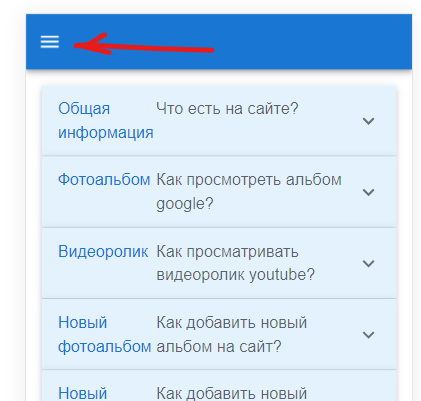 Общая Что есть на сайте?
информация
Фотоальбом Как просмотреть альбом
google?
Видеоролик Как просматривать
видеоролик youtube?
Новый Как добавить новый
фотоальбом альбом на сайт?
Новый Как добавить новый